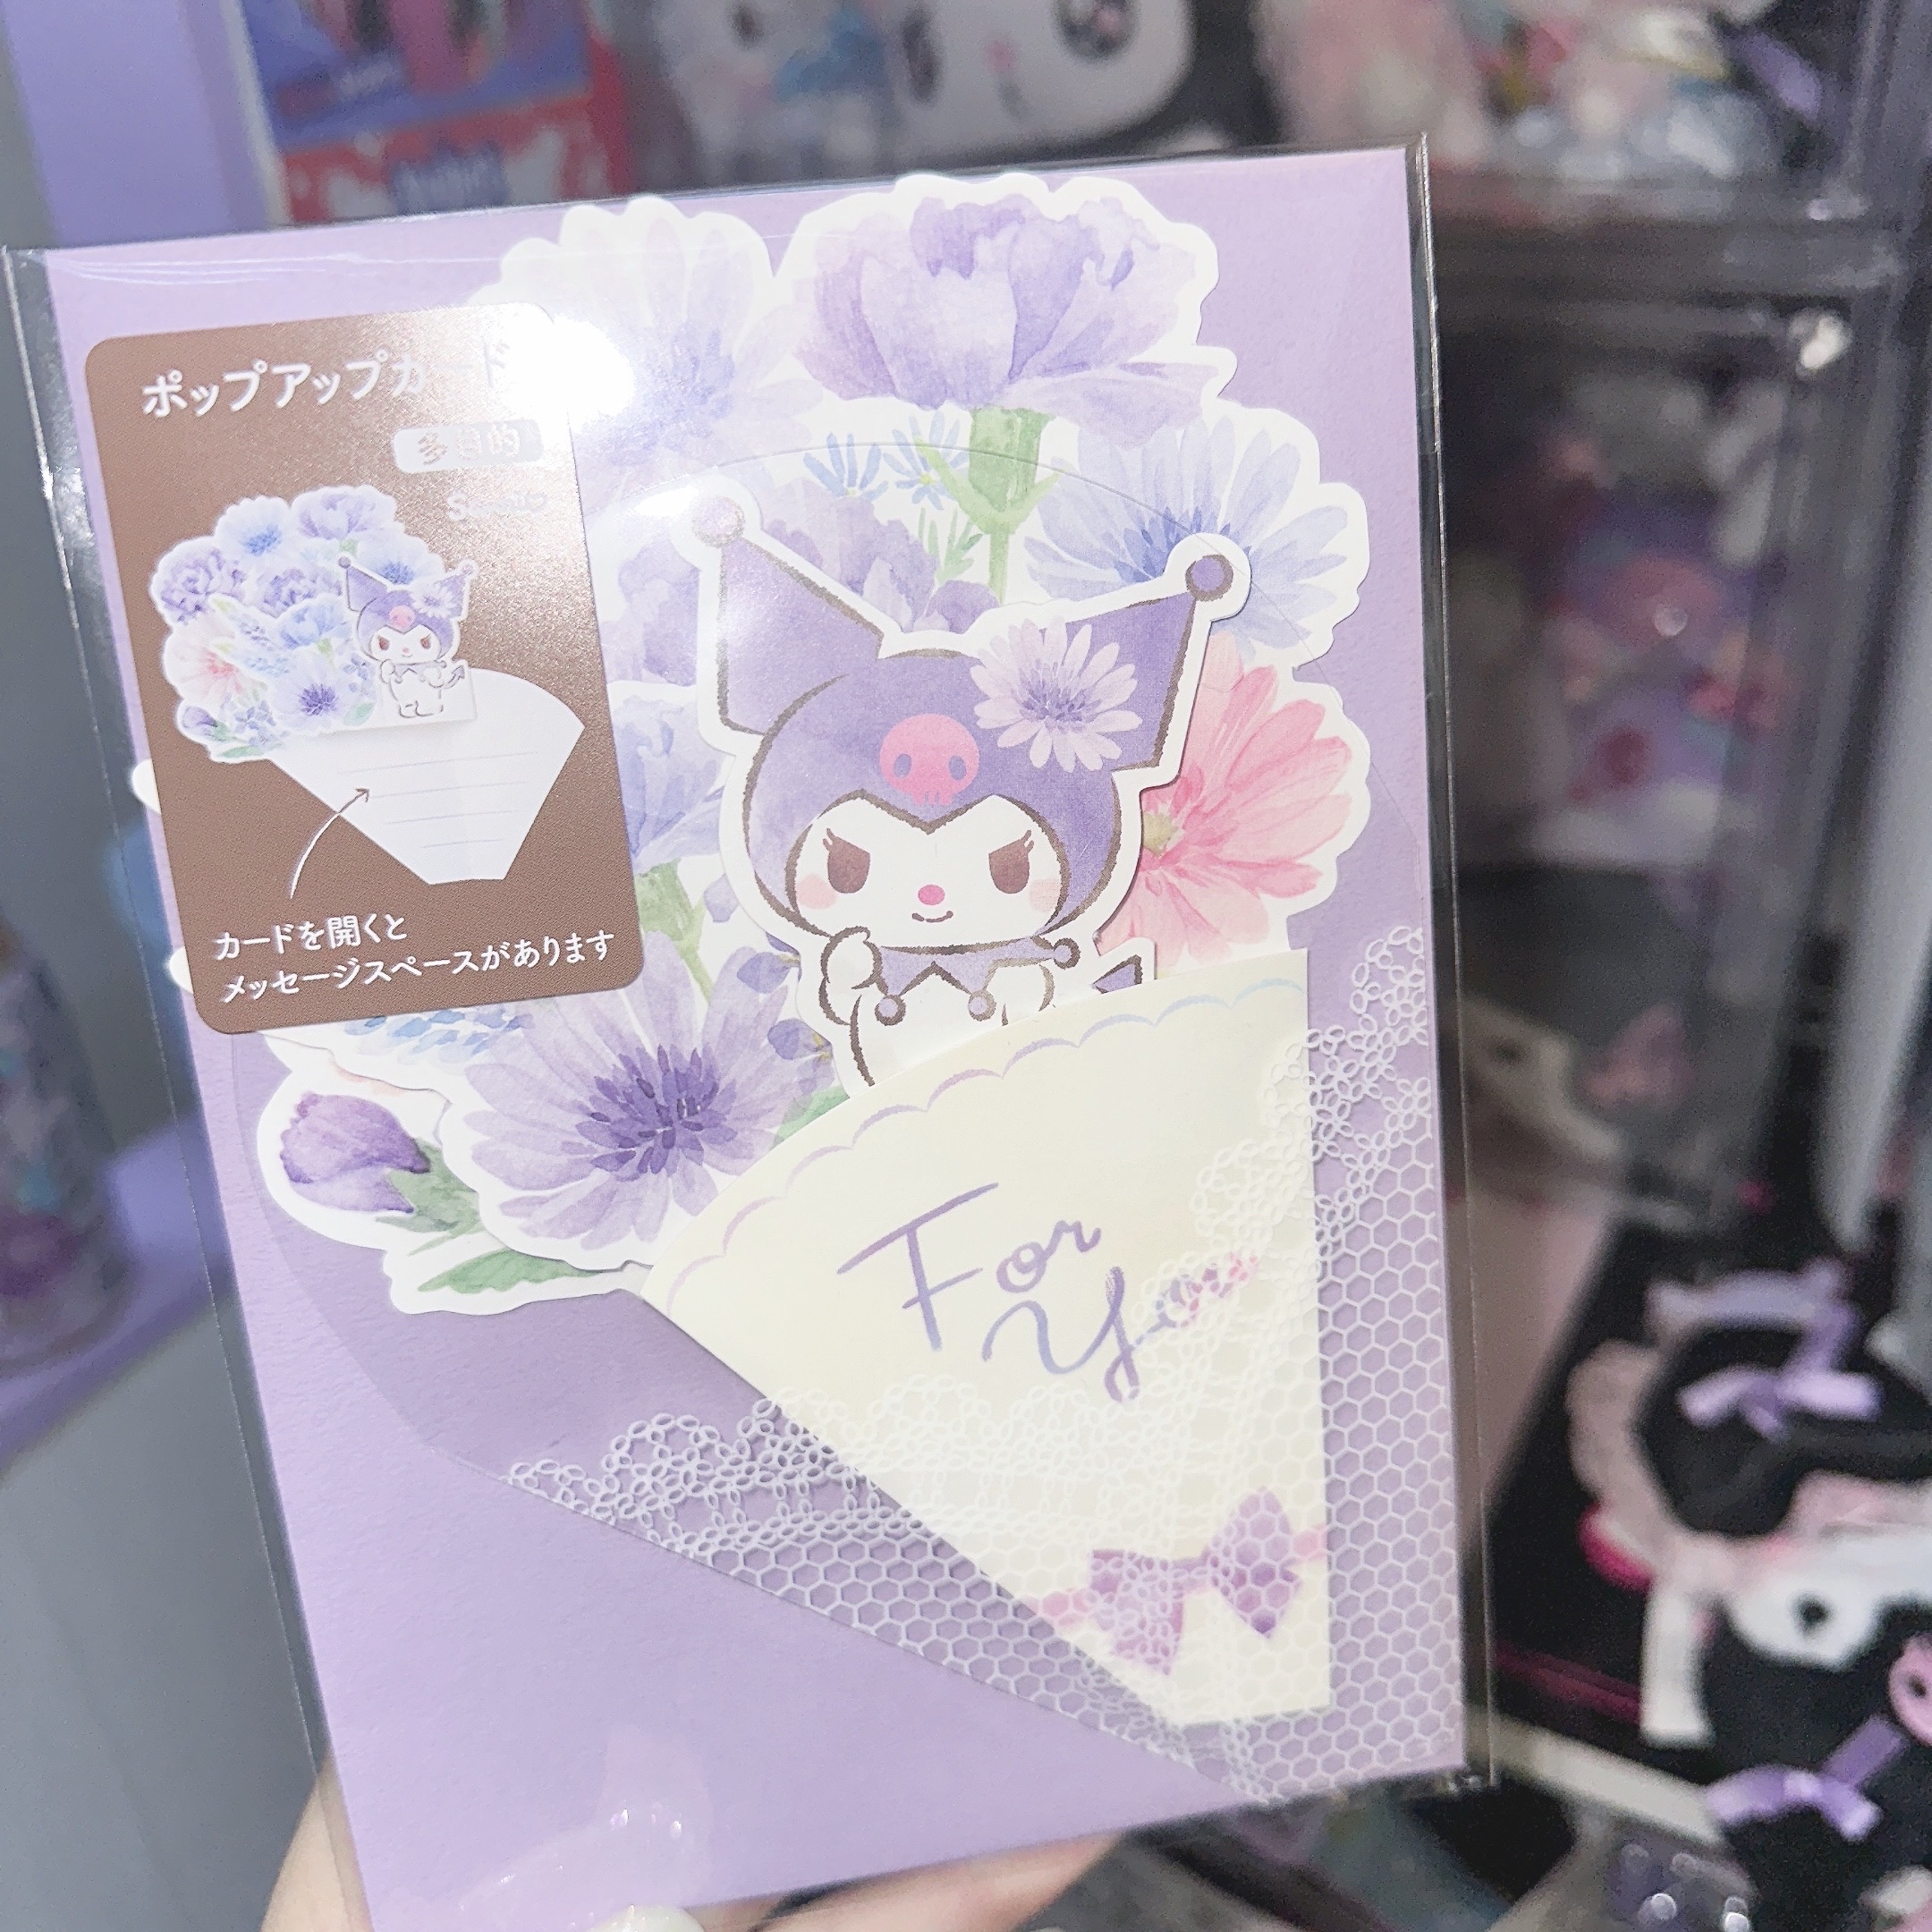 ポップアップカード
多目的
カードを開くと
メッセージスペースがあります
For
You